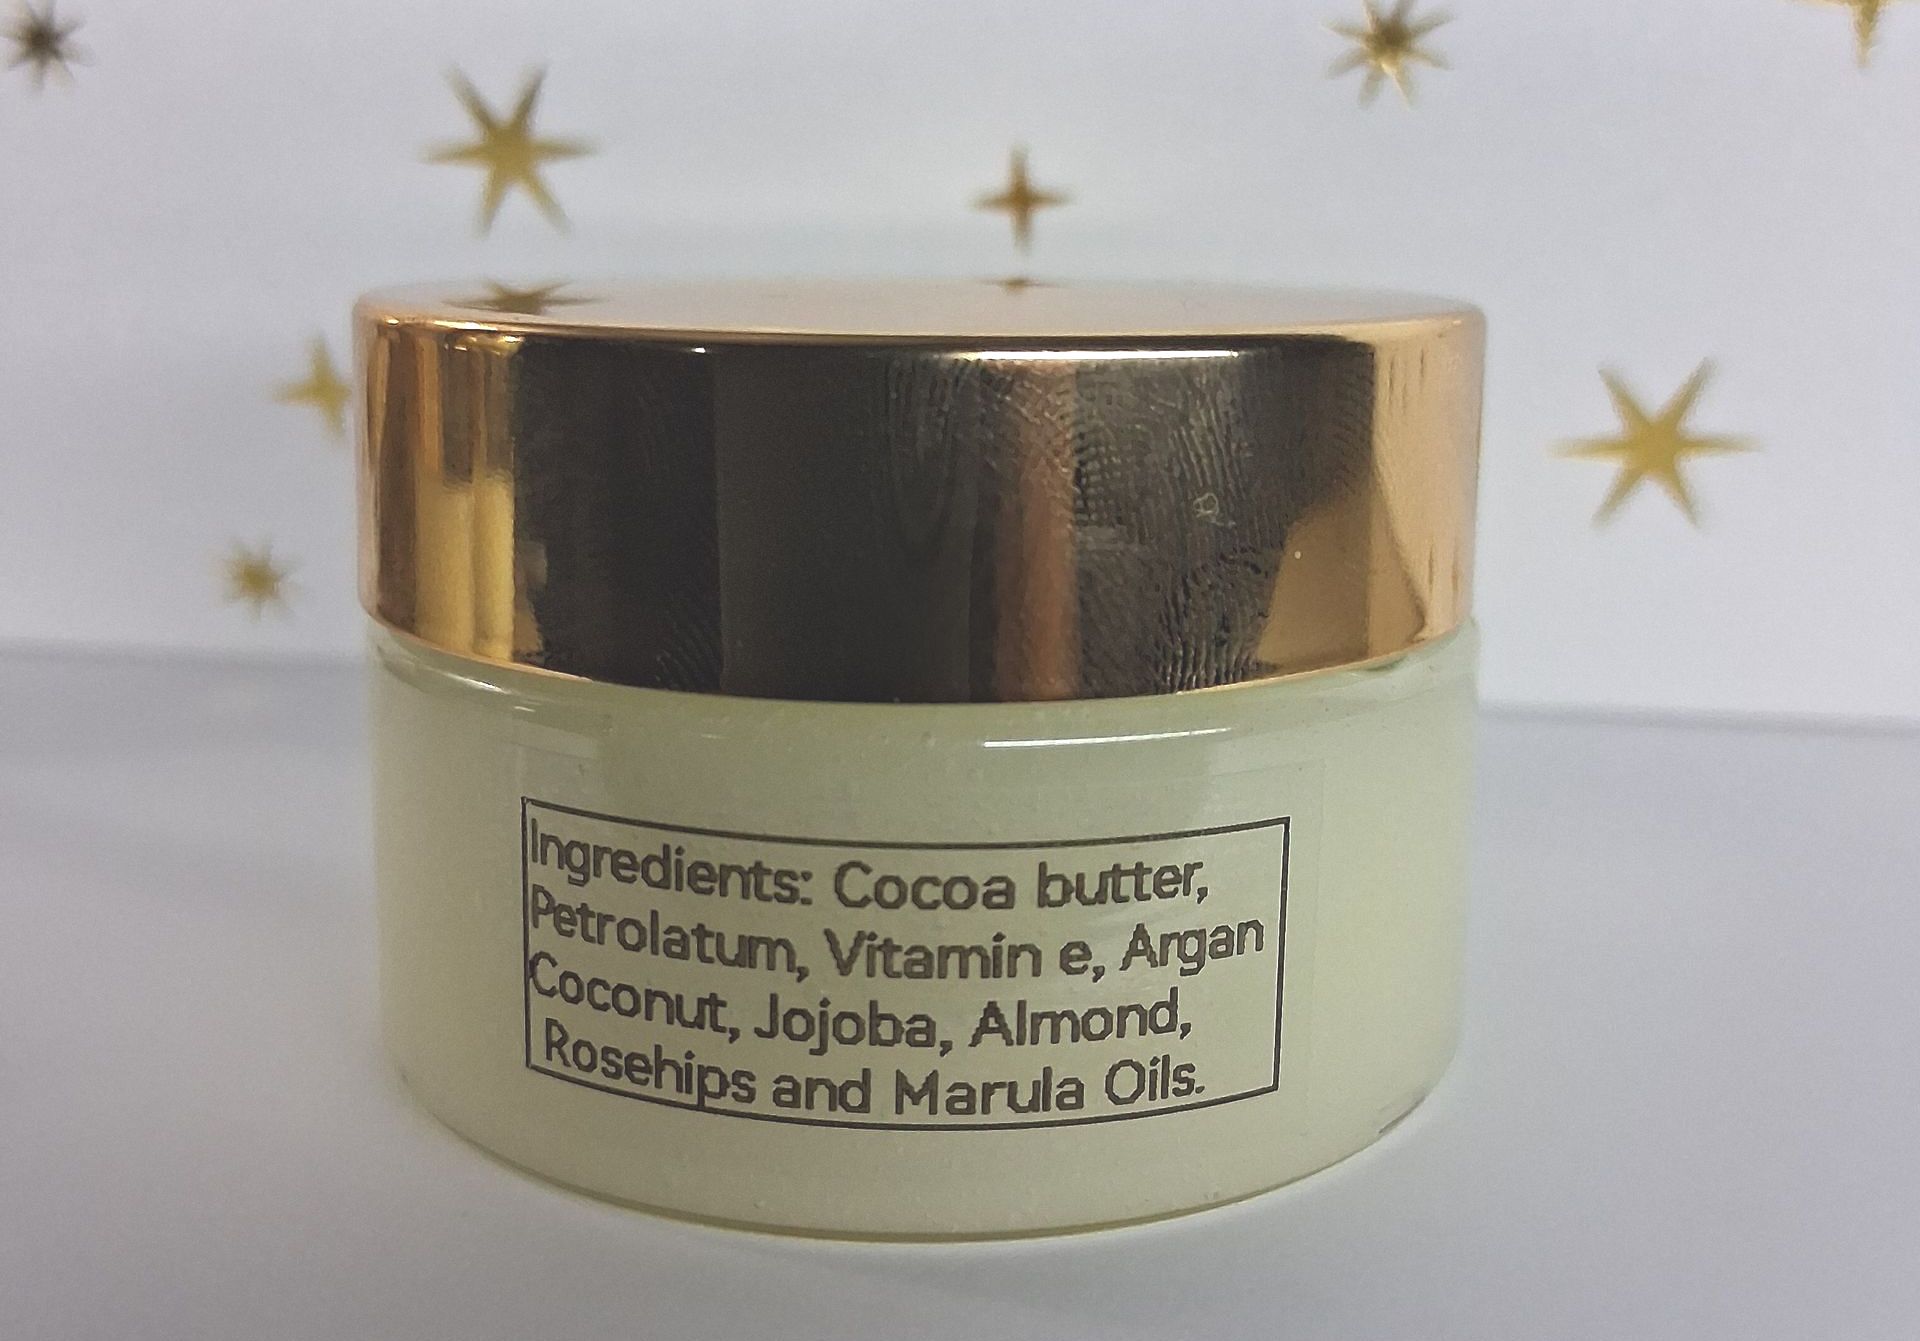 Ingredients: Cocoa butter,
Petrolatum, Vitamin e, Argan
Coconut, Jojoba, Almond,
Rosehips and Marula Oils.